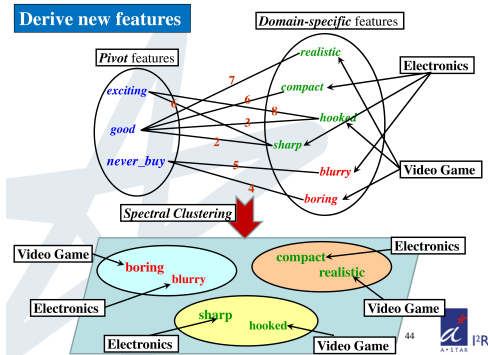 Derive new features
Domain-specific features
Pivot features
realistic
Electronics
7
exciting
compact
6
6
8
hooked
good
3
2
sharp
never_buy
5
blurry
Video Game
4
boring
Spectral Clustering
Video Game
boring
blurry
Electronics
compact
realistic
Electronics
Video Game
sharp
hooked
Electronics
Video Game
44
A*STAR
I²R